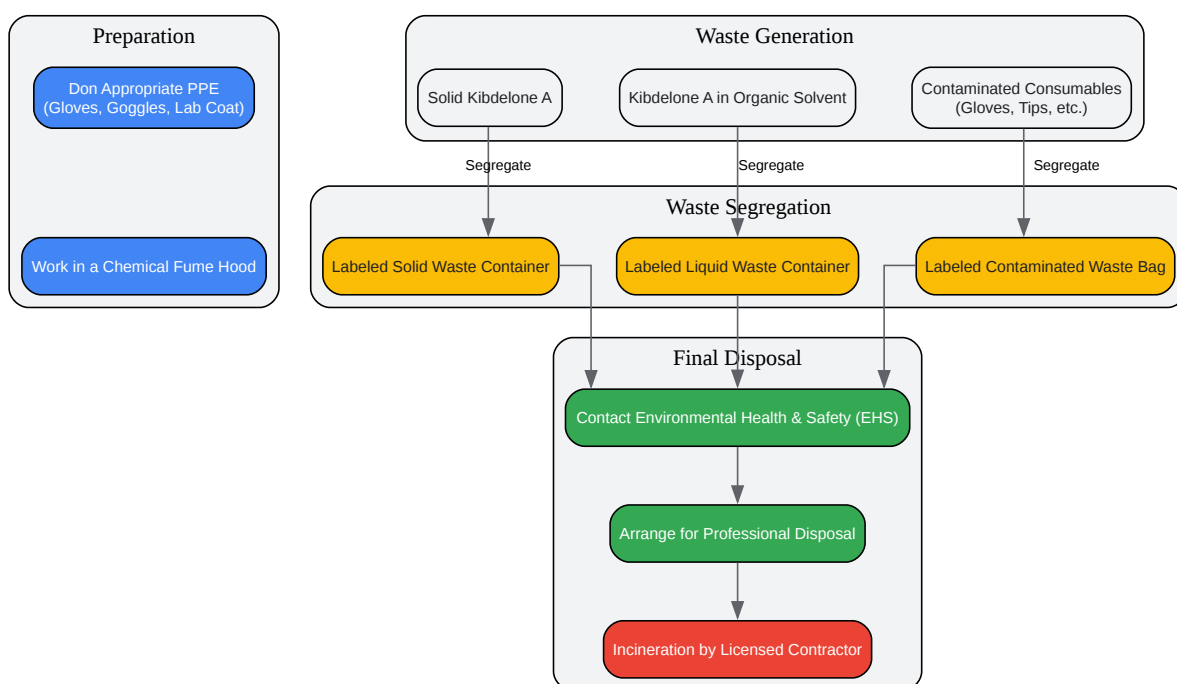 Preparation
Don Appropriate PPE
(Gloves, Goggles, Lab Coat)
Work in a Chemical Fume Hood
Waste Generation
Solid Kibdelone A
Kibdelone A in Organic Solvent
Contaminated Consumables
(Gloves, Tips, etc.)
Segregate
Segregate
Segregate
Waste Segregation
Labeled Solid Waste Container
Labeled Liquid Waste Container
Labeled Contaminated Waste Bag
Final Disposal
Contact Environmental Health & Safety (EHS)
Arrange for Professional Disposal
Incineration by Licensed Contractor